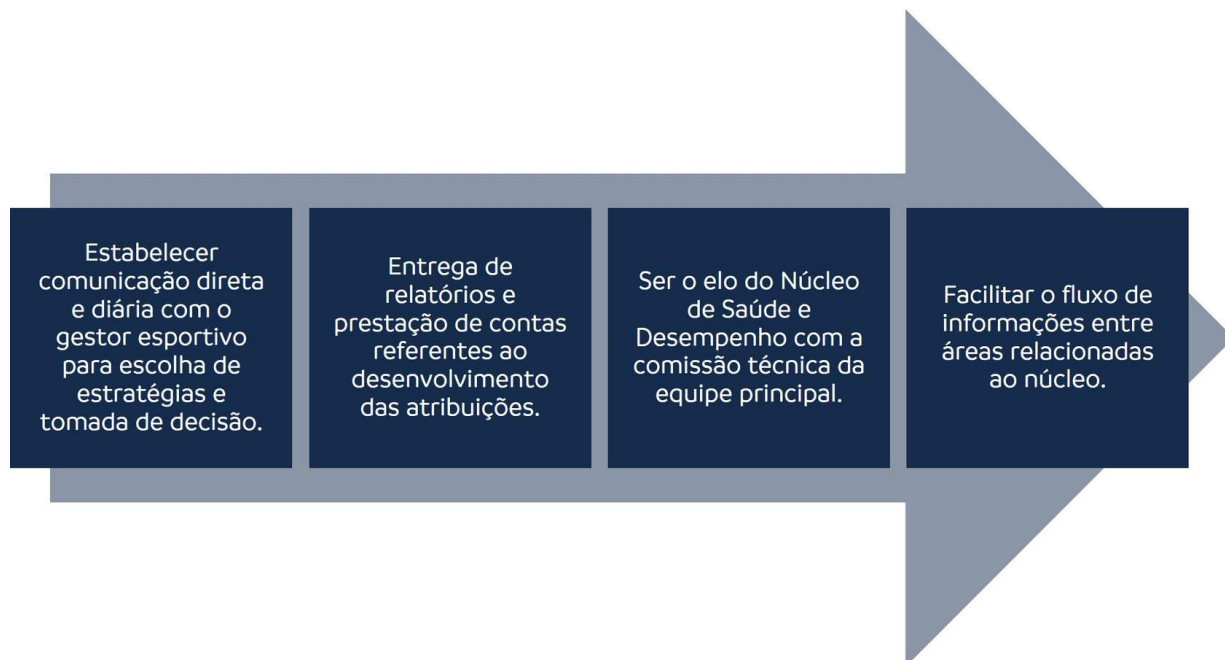 Estabelecer
comunicação direta
e diária com o
gestor esportivo
para escolha de
estratégias e
tomada de decisão.
Entrega de
relatórios e
prestação de contas
referentes ao
desenvolvimento
das atribuições.
Ser o elo do Núcleo
de Saúde e
Desempenho com a
comissão técnica da
equipe principal.
Facilitar o fluxo de
informações entre
áreas relacionadas
ao núcleo.